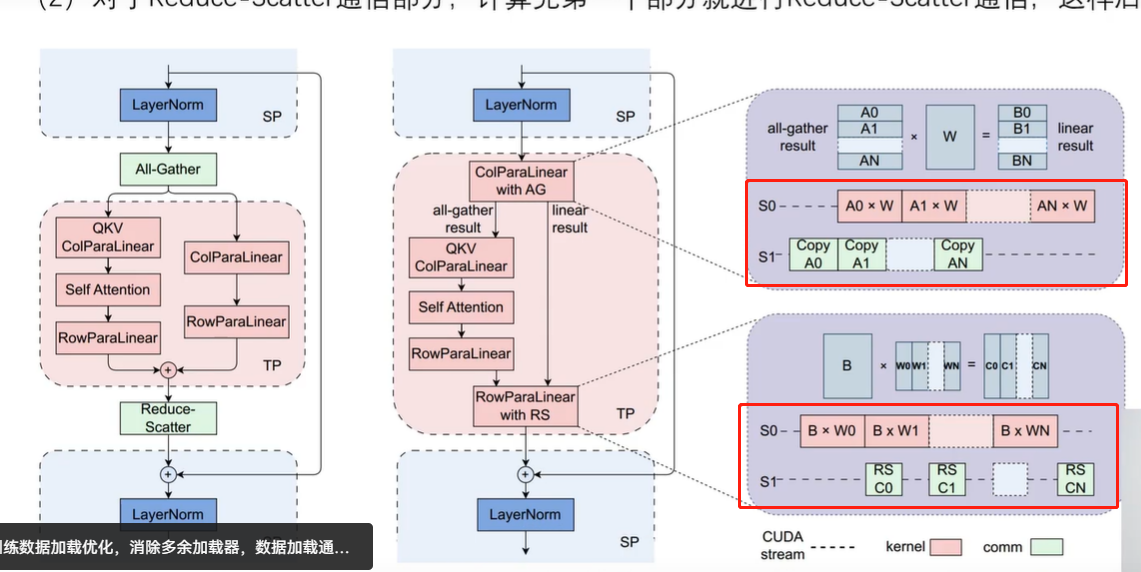 (2) 对于Reduce-Scatter通信部分，计算完第一个部分就进行Reduce-Scatter通信，这样后
LayerNorm
SP
All-Gather
QKV
ColParaLinear
ColParaLinear
Self Attention
RowParaLinear
RowParaLinear
TP
Reduce-
Scatter
LayerNorm
LayerNorm
SP
ColParaLinear
with AG
all-gather
result
linear
result
QKV
ColParaLinear
Self Attention
RowParaLinear
RowParaLinear
with RS
TP
LayerNorm
SP
all-gather
result
A0
A1
AN
×
W
=
B0
B1
BN
linear
result
S0
A0 × W
A1 × W
AN × W
S1
Copy
A0
Copy
A1
Copy
AN
B
×
W0
W1
WN
=
C0
C1
CN
S0
B × W0
B x W1
B x WN
S1
RS
C0
RS
C1
RS
CN
CUDA
stream
kernel
comm
练数据加载优化，消除多余加载器，数据加载通…